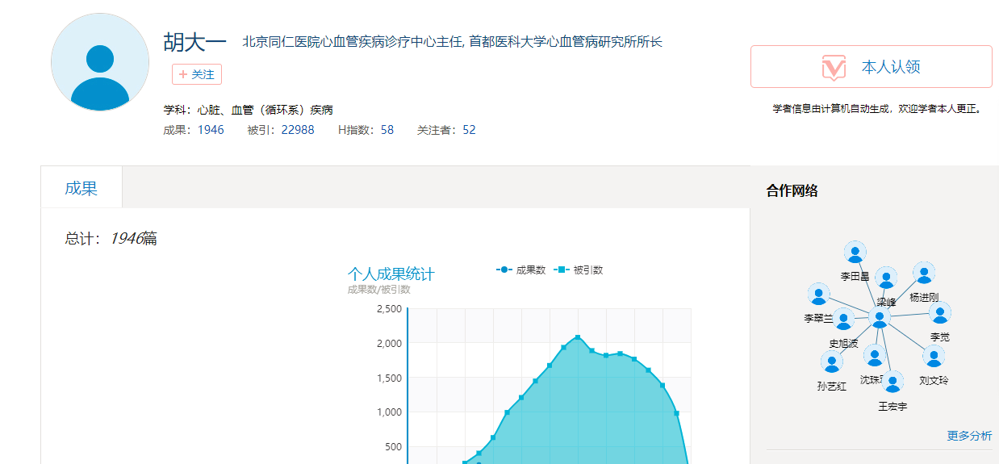 胡大一 北京同仁医院心血管疾病诊疗中心主任, 首都医科大学心血管病研究所所长
+ 关注
学科：心脏、血管（循环系）疾病
成果：1946 被引：22988 H指数：58 关注者：52
本人认领
学者信息由计算机自动生成，欢迎学者本人更正。
成果
总计：1946篇
个人成果统计
成果数/被引数
成果数 被引数
2,500
2,000
1,500
1,000
500
合作网络
李田昌
梁峰
杨进刚
李翠兰
李觉
史旭波
孙艺红
沈珠
刘文玲
王宏宇
更多分析